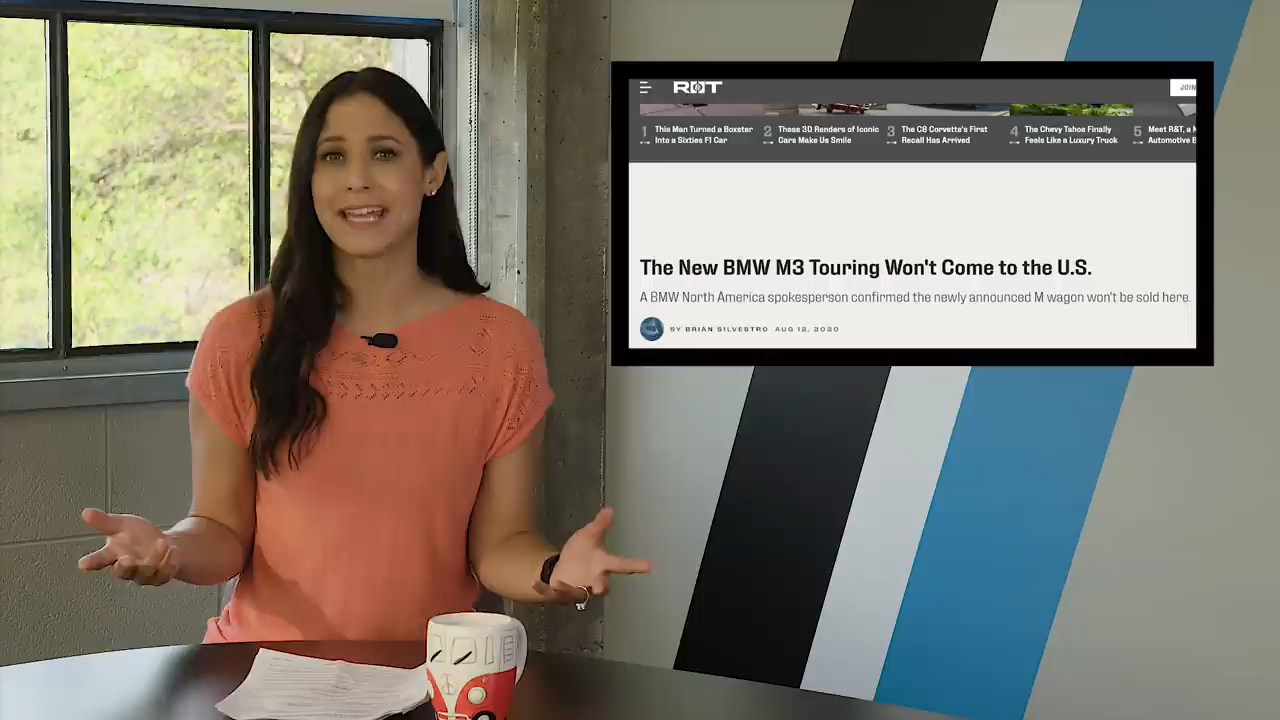 R&T
JOIN
1 This Man Turned a Boxster
Into a Sixties F1 Car
2 These 3D Renders of Iconic
Cars Make Us Smile
3 The C8 Corvette's First
Recall Has Arrived
4 The Chevy Tahoe Finally
Feels Like a Luxury Truck
5 Meet R&T, a
Automotive
The New BMW M3 Touring Won't Come to the U.S.
A BMW North America spokesperson confirmed the newly announced M wagon won't be sold here.
BY BRIAN SILVESTRO AUG 12, 2020